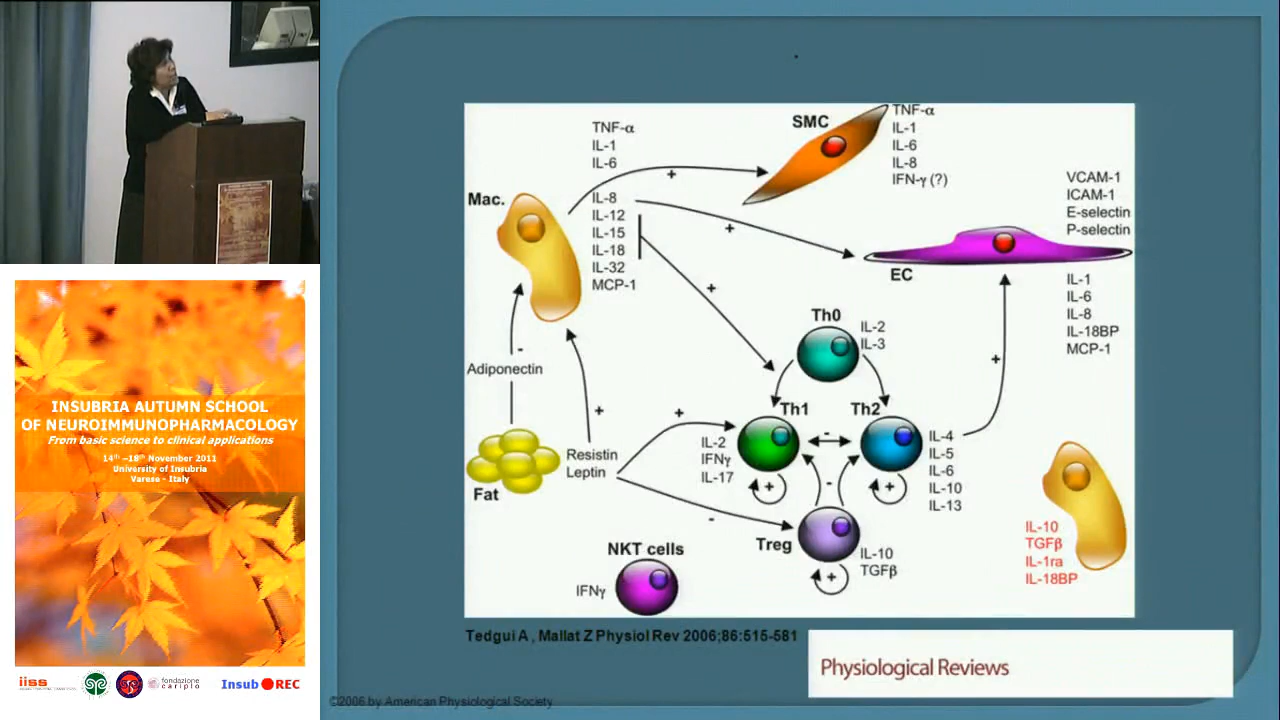 INSUBRIA AUTUMN SCHOOL
OF NEUROIMMUNOPHARMACOLOGY
From basic science to clinical applications
14th –18th November 2011
University of Insubria
Varese - Italy
iiss
fondazione
cariplo
Insub REC
TNF-α
IL-1
IL-6
IL-8
IL-12
IL-15
IL-18
IL-32
MCP-1
Mac.
+
SMC
TNF-α
IL-1
IL-6
IL-8
IFN-γ (?)
+
+
VCAM-1
ICAM-1
E-selectin
P-selectin
EC
IL-1
IL-6
IL-8
IL-18BP
MCP-1
+
Th0
IL-2
IL-3
-
Adiponectin
Fat
+
Resistin
Leptin
+
-
Th1
IL-2
IFNγ
IL-17
+
-
Th2
IL-4
IL-5
IL-6
IL-10
IL-13
+
-
Treg
IL-10
TGFβ
+
NKT cells
IFNγ
IL-10
TGFβ
IL-1ra
IL-18BP
Tedgui A , Mallat Z Physiol Rev 2006;86:515-581
Physiological Reviews
©2006 by American Physiological Society